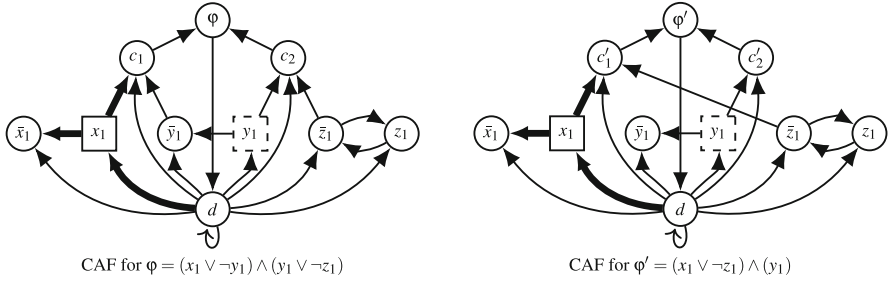 φ φ′
c₁ c₂ c′₁ c′₂
x̄₁ x₁ ȳ₁ y₁ z̄₁ z₁ x̄₁ x₁ ȳ₁ y₁ z̄₁ z₁
d d
CAF for φ = (x₁ ∨ ¬y₁) ∧ (y₁ ∨ ¬z₁) CAF for φ′ = (x₁ ∨ ¬z₁) ∧ (y₁)